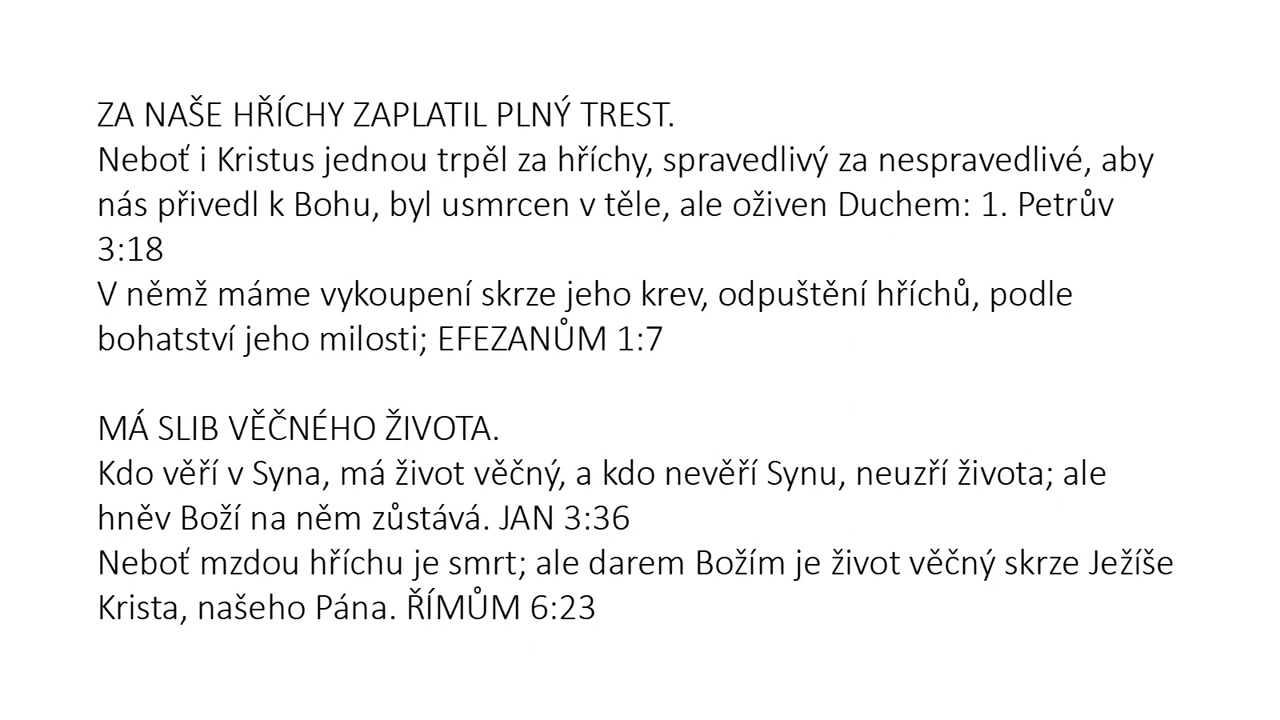 ZA NAŠE HŘÍCHY ZAPLATIL PLNÝ TREST.
Neboť i Kristus jednou trpěl za hříchy, spravedlivý za nespravedlivé, aby
nás přivedl k Bohu, byl usmrcen v těle, ale oživen Duchem: 1. Petrův
3:18
V němž máme vykoupení skrze jeho krev, odpuštění hříchů, podle
bohatství jeho milosti; EFEZANŮM 1:7
MÁ SLIB VĚČNÉHO ŽIVOTA.
Kdo věří v Syna, má život věčný, a kdo nevěří Synu, neuzří života; ale
hněv Boží na něm zůstává. JAN 3:36
Neboť mzdou hříchu je smrt; ale darem Božím je život věčný skrze Ježíše
Krista, našeho Pána. ŘÍMŮM 6:23